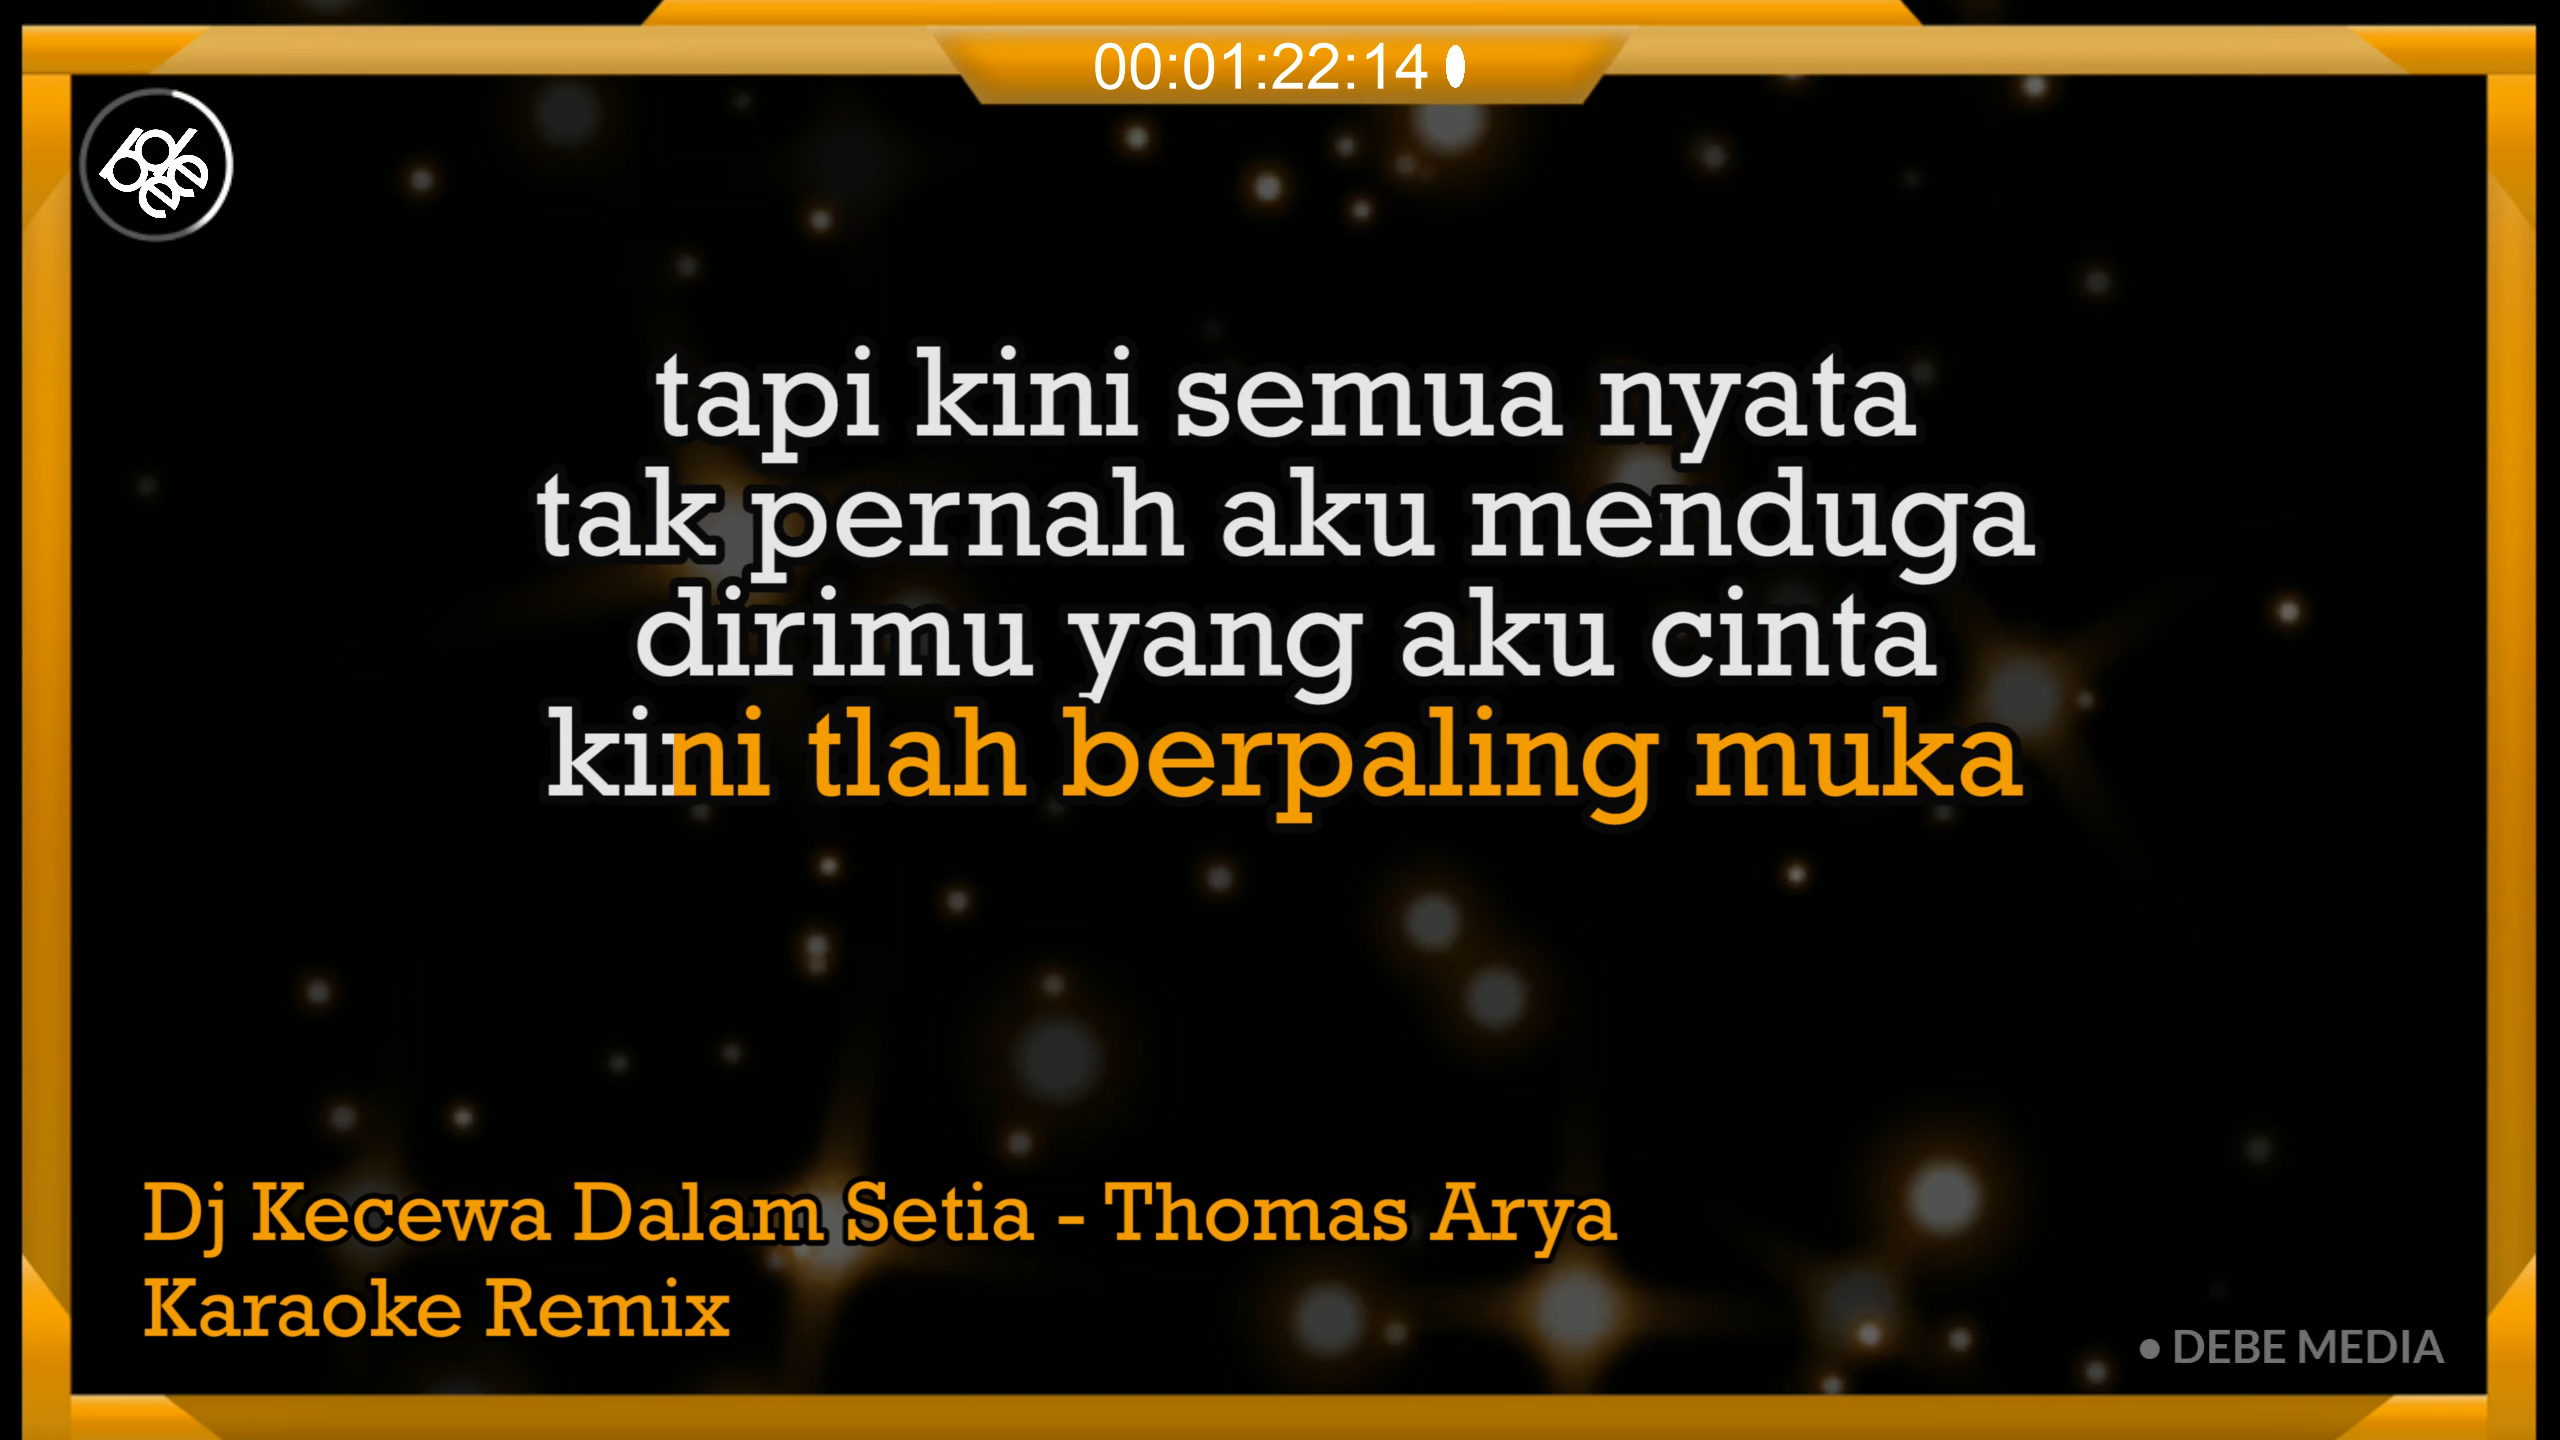 00:01:22:14
debe
tapi kini semua nyata
tak pernah aku menduga
dirimu yang aku cinta
kini tlah berpaling muka
Dj Kecewa Dalam Setia - Thomas Arya
Karaoke Remix
• DEBE MEDIA